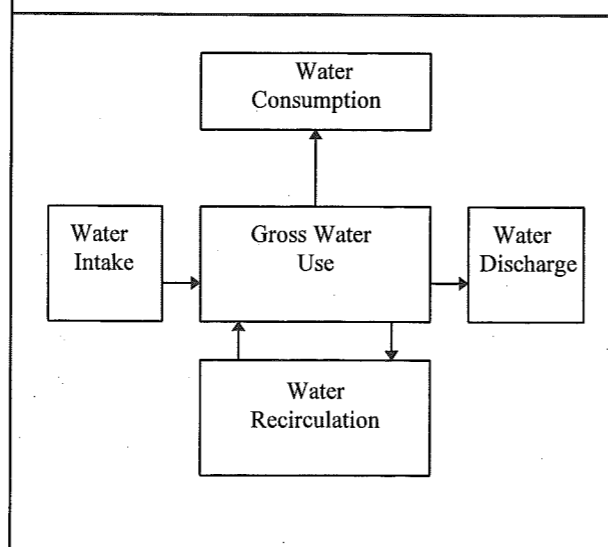 Water
Consumption
Water
Intake
Gross Water
Use
Water
Discharge
Water
Recirculation